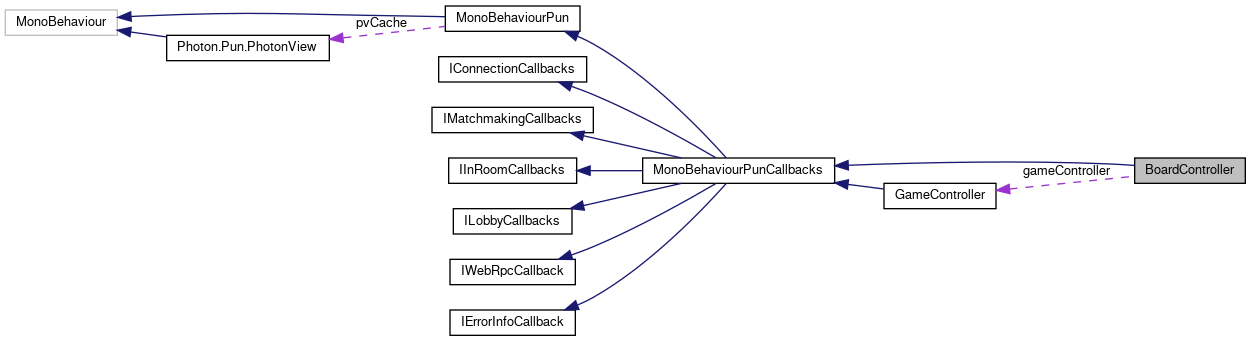 MonoBehaviour
pvCache
MonoBehaviourPun
Photon.Pun.PhotonView
IConnectionCallbacks
IMatchmakingCallbacks
IInRoomCallbacks
MonoBehaviourPunCallbacks
gameController
BoardController
GameController
ILobbyCallbacks
IWebRpcCallback
IErrorInfoCallback